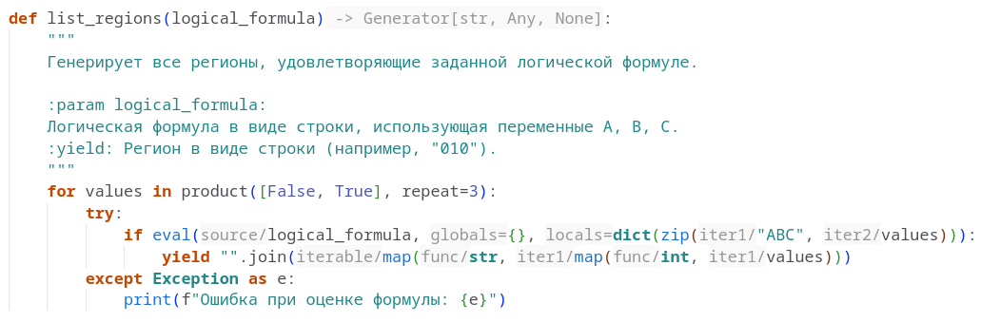 def list_regions(logical_formula) -> Generator[str, Any, None]:
"""
Генерирует все регионы, удовлетворяющие заданной логической формуле.
:param logical_formula:
Логическая формула в виде строки, использующая переменные A, B, C.
:yield: Регион в виде строки (например, "010").
"""
for values in product([False, True], repeat=3):
try:
if eval(source/logical_formula, globals={}, locals=dict(zip(iter1/"ABC", iter2/values))):
yield "".join(iterable/map(func/str, iter1/map(func/int, iter1/values)))
except Exception as e:
print(f"Ошибка при оценке формулы: {e}")